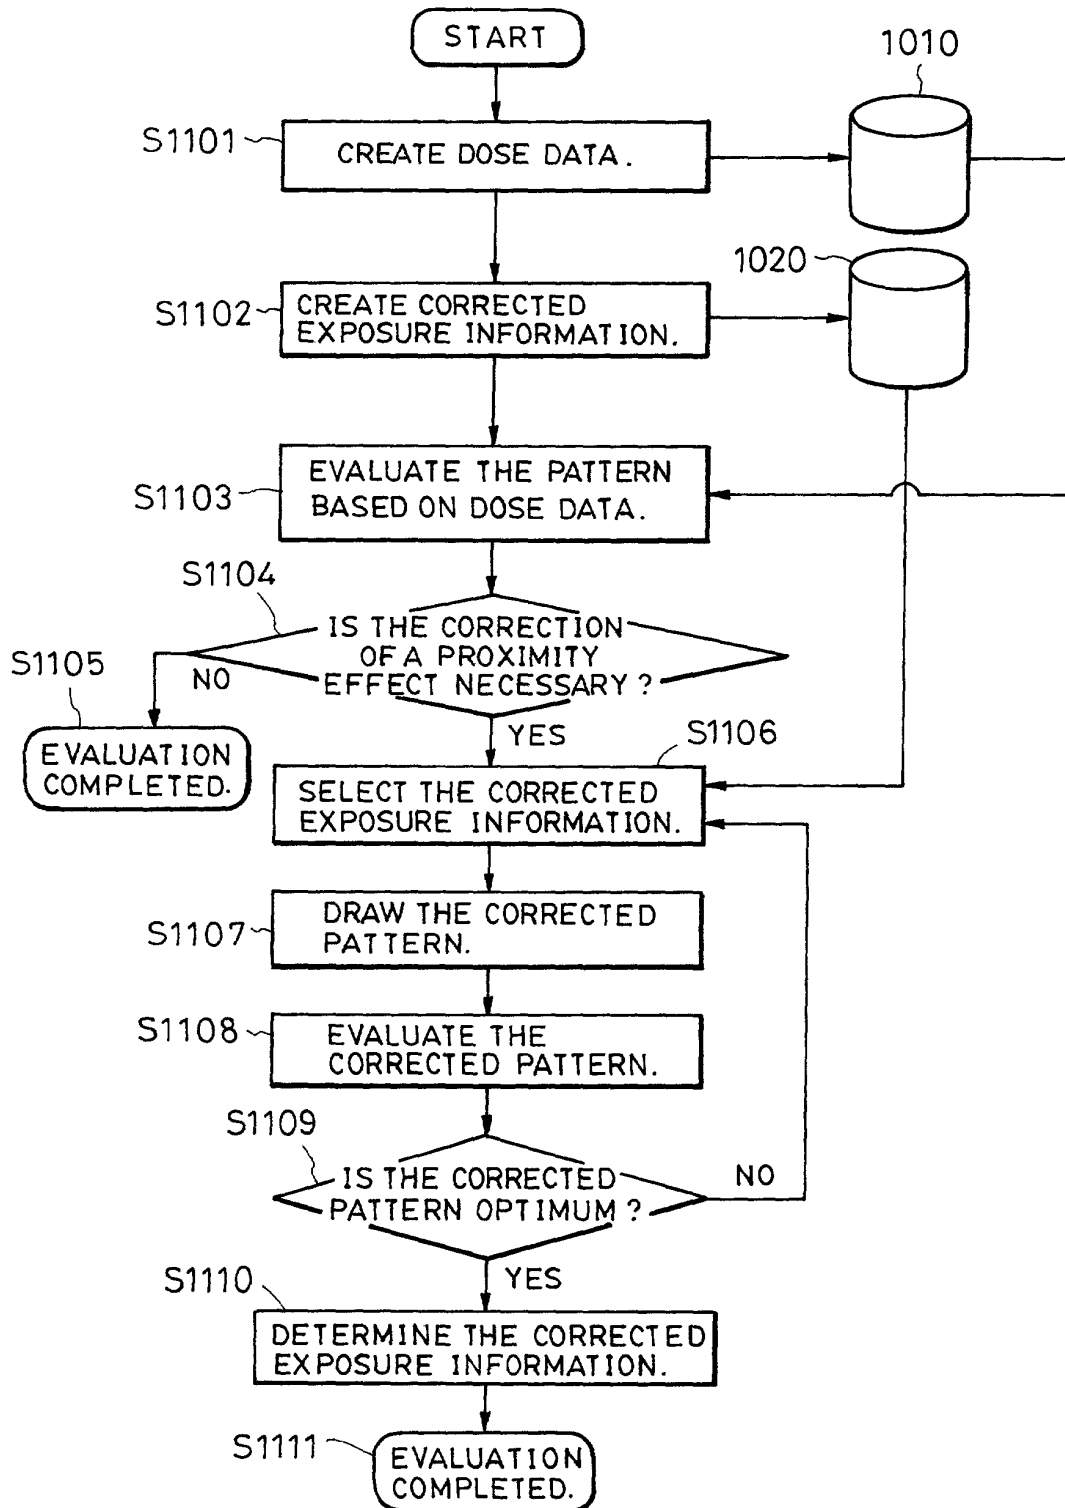 START
1010
S1101
CREATE DOSE DATA.
1020
S1102
CREATE CORRECTED
EXPOSURE INFORMATION.
S1103
EVALUATE THE PATTERN
BASED ON DOSE DATA.
S1104
IS THE CORRECTION
OF A PROXIMITY
EFFECT NECESSARY ?
NO
S1105
EVALUATION
COMPLETED.
YES
S1106
SELECT THE CORRECTED
EXPOSURE INFORMATION.
S1107
DRAW THE CORRECTED
PATTERN.
S1108
EVALUATE THE
CORRECTED PATTERN.
S1109
IS THE CORRECTED
PATTERN OPTIMUM ?
NO
YES
S1110
DETERMINE THE CORRECTED
EXPOSURE INFORMATION.
S1111
EVALUATION
COMPLETED.